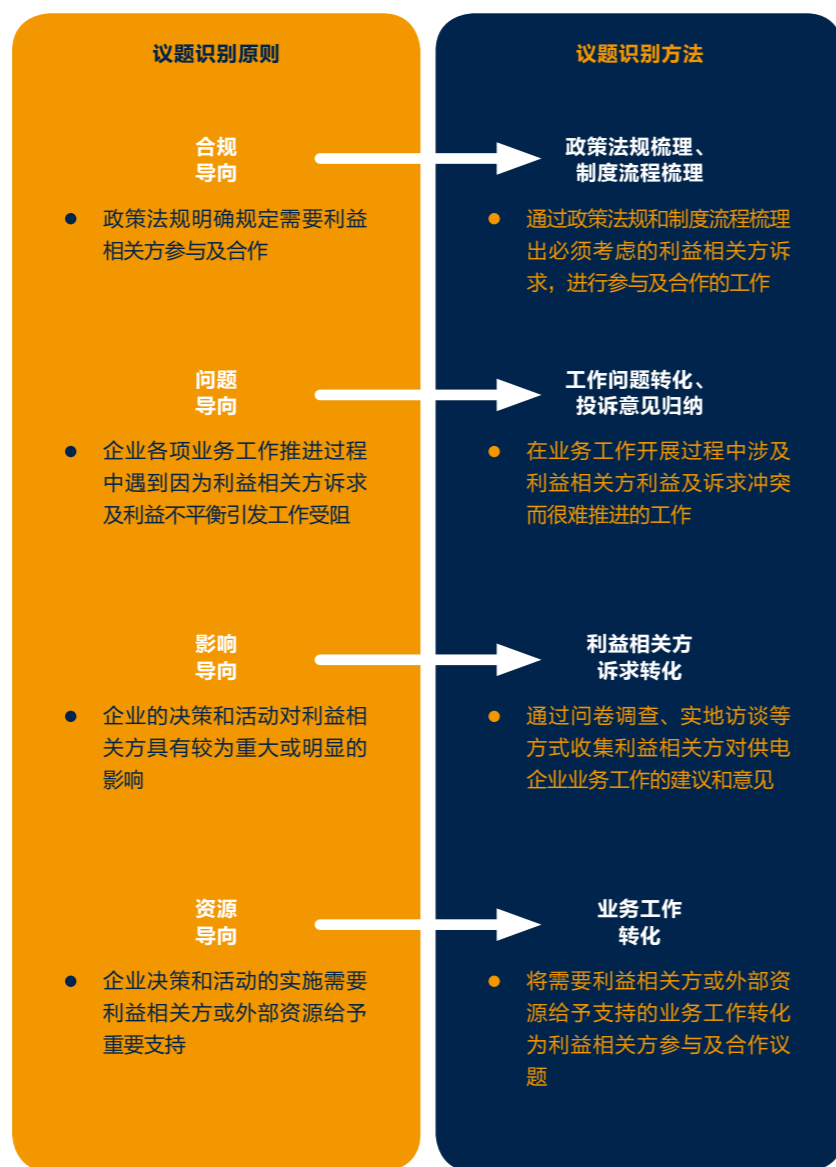 议题识别原则
议题识别方法
合规
导向
政策法规梳理、
制度流程梳理
政策法规明确规定需要利益
相关方参与及合作
通过政策法规和制度流程梳理
出必须考虑的利益相关方诉
求，进行参与及合作的工作
问题
导向
工作问题转化、
投诉意见归纳
企业各项业务工作推进过程
中遇到因为利益相关方诉求
及利益不平衡引发工作受阻
在业务工作开展过程中涉及
利益相关方利益及诉求冲突
而很难推进的工作
影响
导向
利益相关方
诉求转化
企业的决策和活动对利益相
关方具有较为重大或明显的
影响
通过问卷调查、实地访谈等
方式收集利益相关方对供电
企业业务工作的建议和意见
资源
导向
业务工作
转化
企业决策和活动的实施需要
利益相关方或外部资源给予
重要支持
将需要利益相关方或外部资
源给予支持的业务工作转化
为利益相关方参与及合作议
题